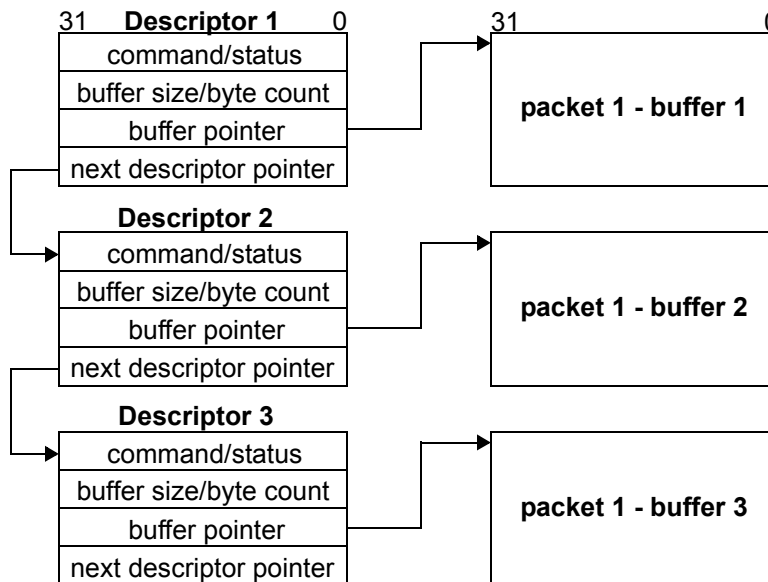 31 Descriptor 1 0
command/status
buffer size/byte count
buffer pointer
next descriptor pointer
31 0
packet 1 - buffer 1
Descriptor 2
command/status
buffer size/byte count
buffer pointer
next descriptor pointer
packet 1 - buffer 2
Descriptor 3
command/status
buffer size/byte count
buffer pointer
next descriptor pointer
packet 1 - buffer 3